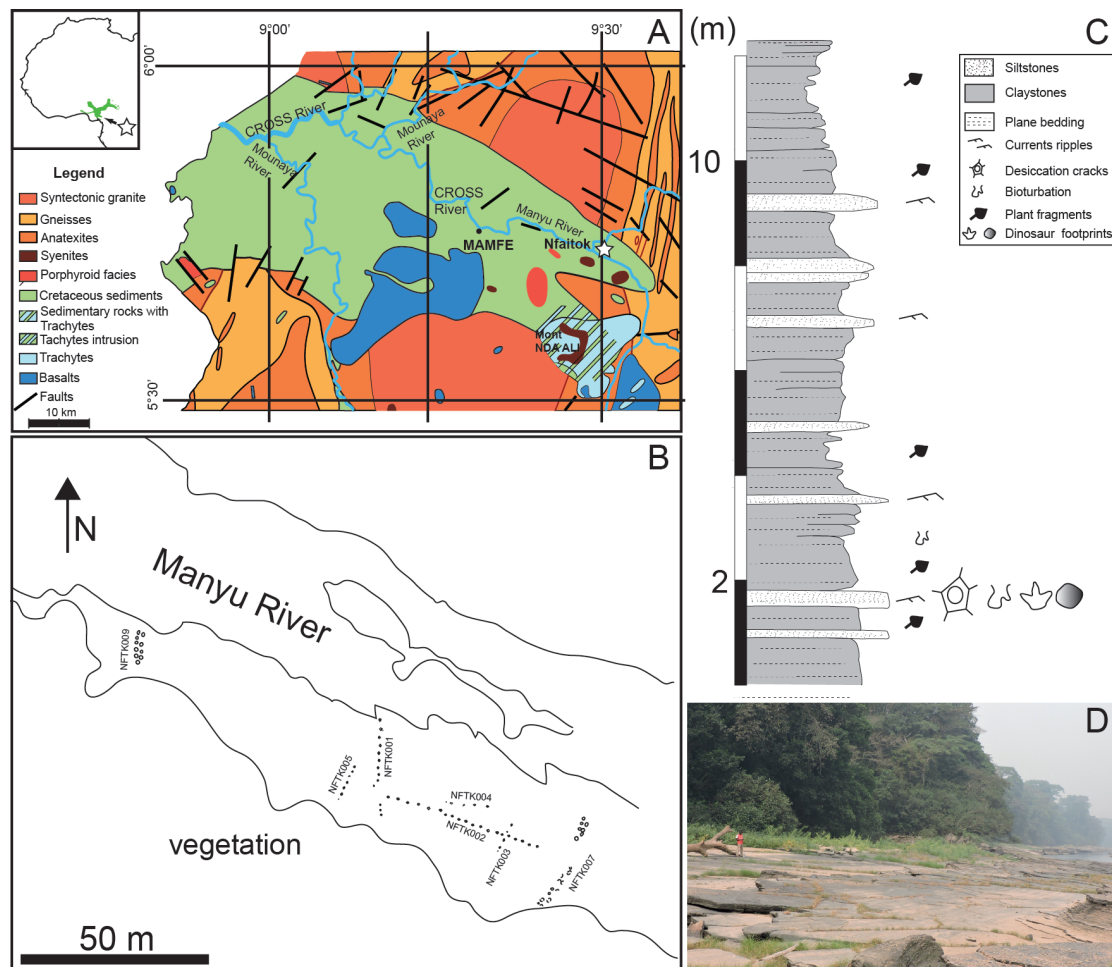 A
9°00'
9°30'
6°00'
5°30'
CROSS River
Mounaya
River
Mounaya
River
CROSS
River
Manyu River
MAMFE
Nfaitok
Mont
NDA ALI
Legend
Syntectonic granite
Gneisses
Anatexites
Syenites
Porphyroid facies
Cretaceous sediments
Sedimentary rocks with
Trachytes
Tachytes intrusion
Trachytes
Basalts
Faults
10 km
B
N
Manyu River
NFTK009
NFTK001
NFTK005
NFTK004
NFTK002
NFTK003
NFTK007
vegetation
50 m
C
(m)
10
2
Siltstones
Claystones
Plane bedding
Currents ripples
Desiccation cracks
Bioturbation
Plant fragments
Dinosaur footprints
D